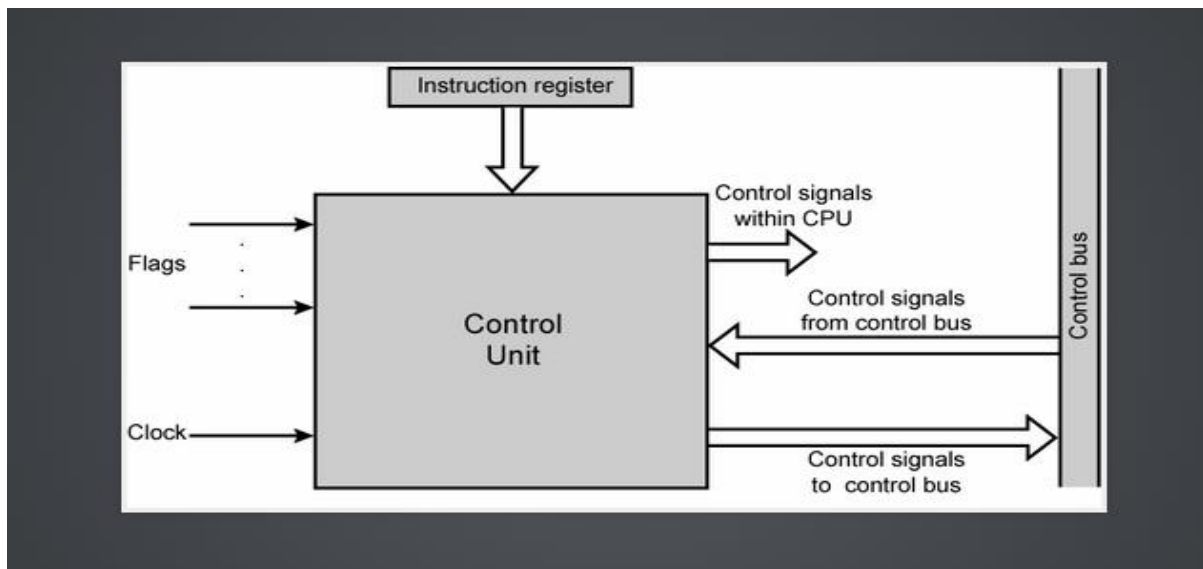 Instruction register
Control signals
within CPU
Flags
Control signals
from control bus
Control bus
Control
Unit
Clock
Control signals
to control bus